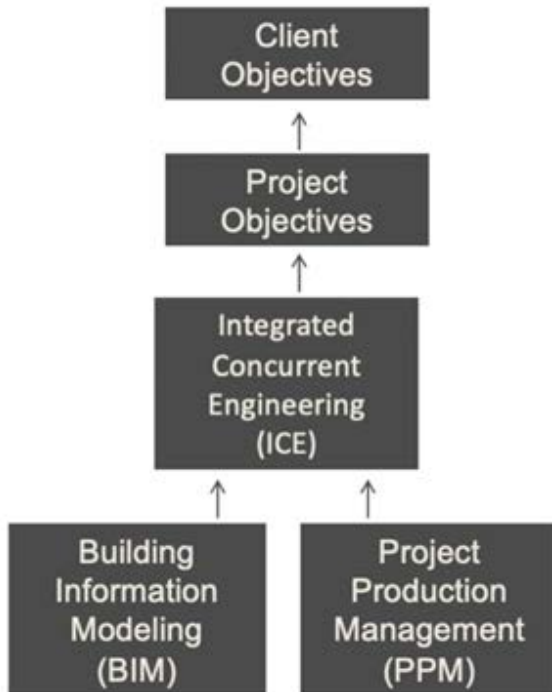 Client
Objectives
Project
Objectives
Integrated
Concurrent
Engineering
(ICE)
Building
Information
Modeling
(BIM)
Project
Production
Management
(PPM)